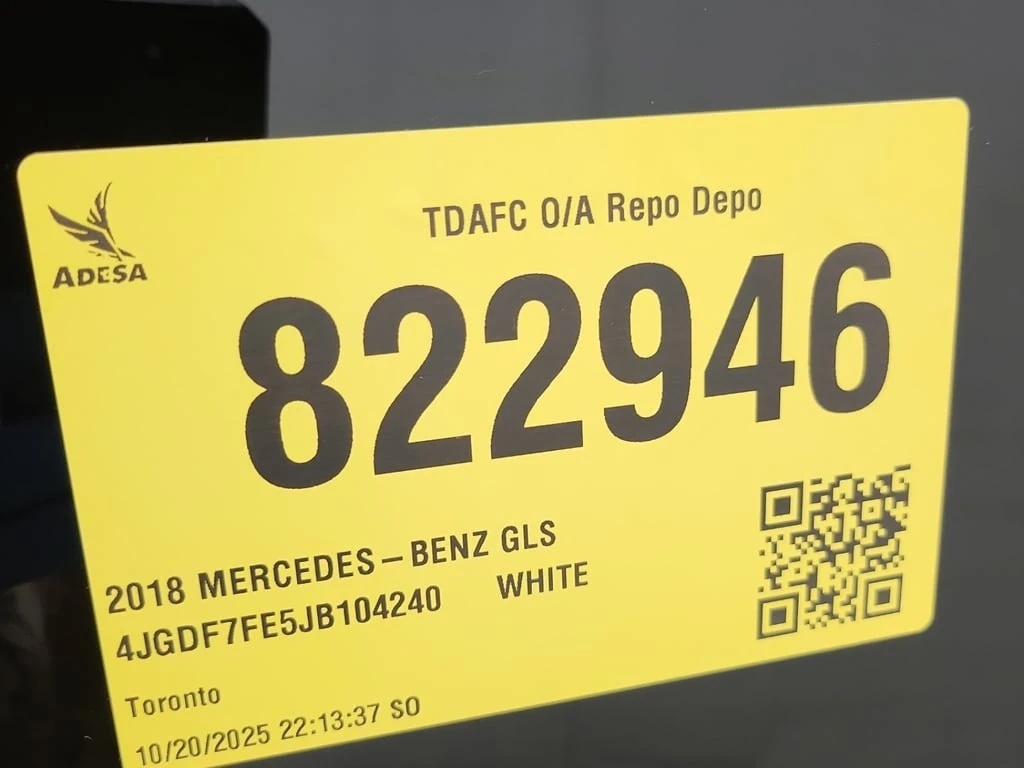 ADESA
TDAFC O/A Repo Depo
822946
2018 MERCEDES-BENZ GLS
4JGDF7FE5JB104240 WHITE
Toronto
10/20/2025 22:13:37 SO